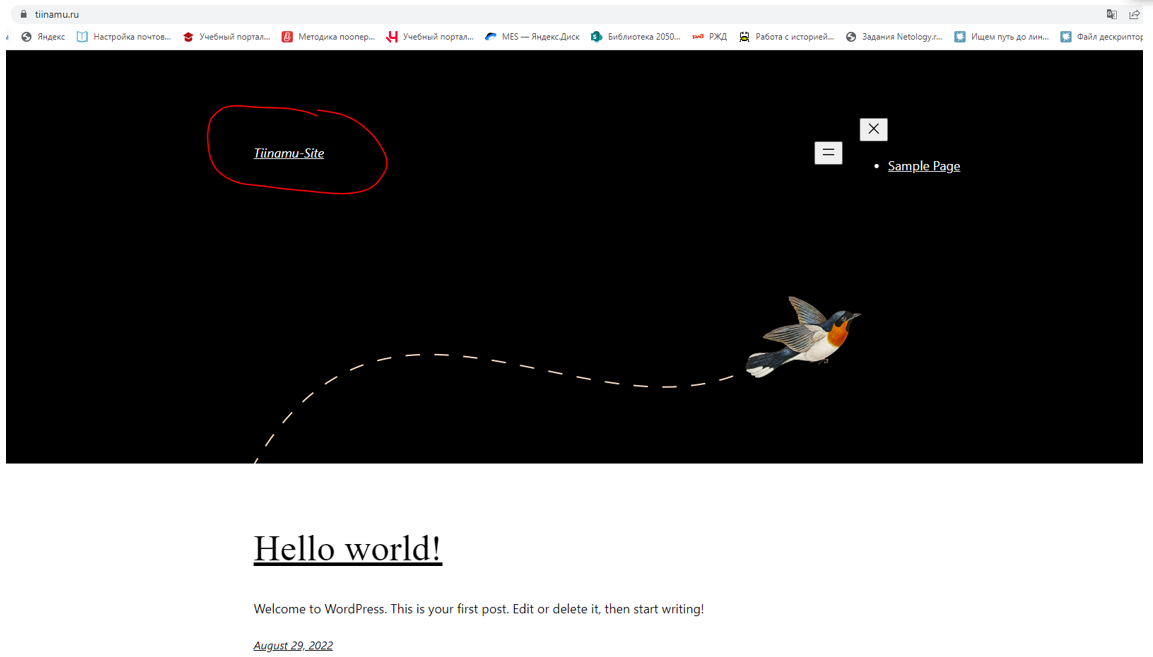 tiinamu.ru
ы Яндекс Настройка почтов... Учебный портал... Методика поопер... Учебный портал... MES — Яндекс.Диск Библиотека 2050... РЖД Работа с историей... Задания Netology.r... Ищем путь до лин... Файл дескриптор
Tiinamu-Site
Sample Page
Hello world!
Welcome to WordPress. This is your first post. Edit or delete it, then start writing!
August 29, 2022